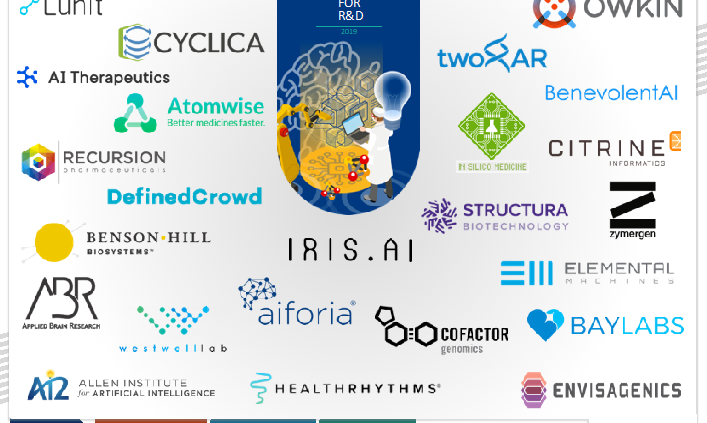 Lunit
FOR
R&D
2019
OWKIN
CYCLICA
twoXAR
AI Therapeutics
BenevolentAI
Atomwise
Better medicines faster.
IN SILICO MEDICINE
CITRINE
INFORMATICS
RECURSION
pharmaceuticals
DefinedCrowd
STRUCTURA
BIOTECHNOLOGY
zymergen
BENSON·HILL
BIOSYSTEMS™
IRIS.AI
ELEMENTAL
MACHINES
ABR
APPLIED BRAIN RESEARCH
aiforia®
westwelllab
COFACTOR
genomics
BAYLABS
AI2
ALLEN INSTITUTE
for ARTIFICIAL INTELLIGENCE
HEALTHRHYTHMS®
ENVISAGENICS